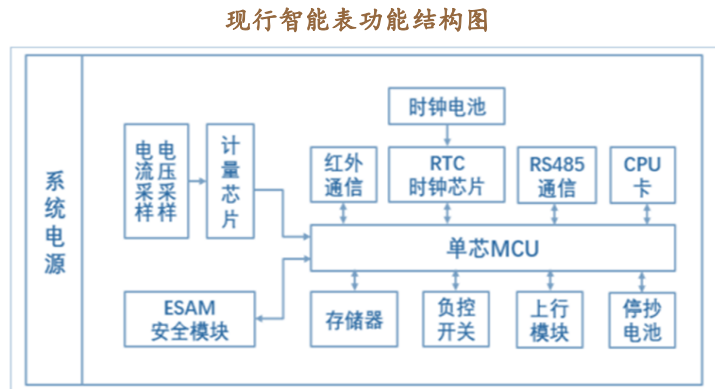 现行智能表功能结构图
系统电源
电压采样
电流采样
计量芯片
时钟电池
红外
通信
RTC
时钟芯片
RS485
通信
CPU
卡
单芯MCU
ESAM
安全模块
存储器
负控
开关
上行
模块
停抄
电池